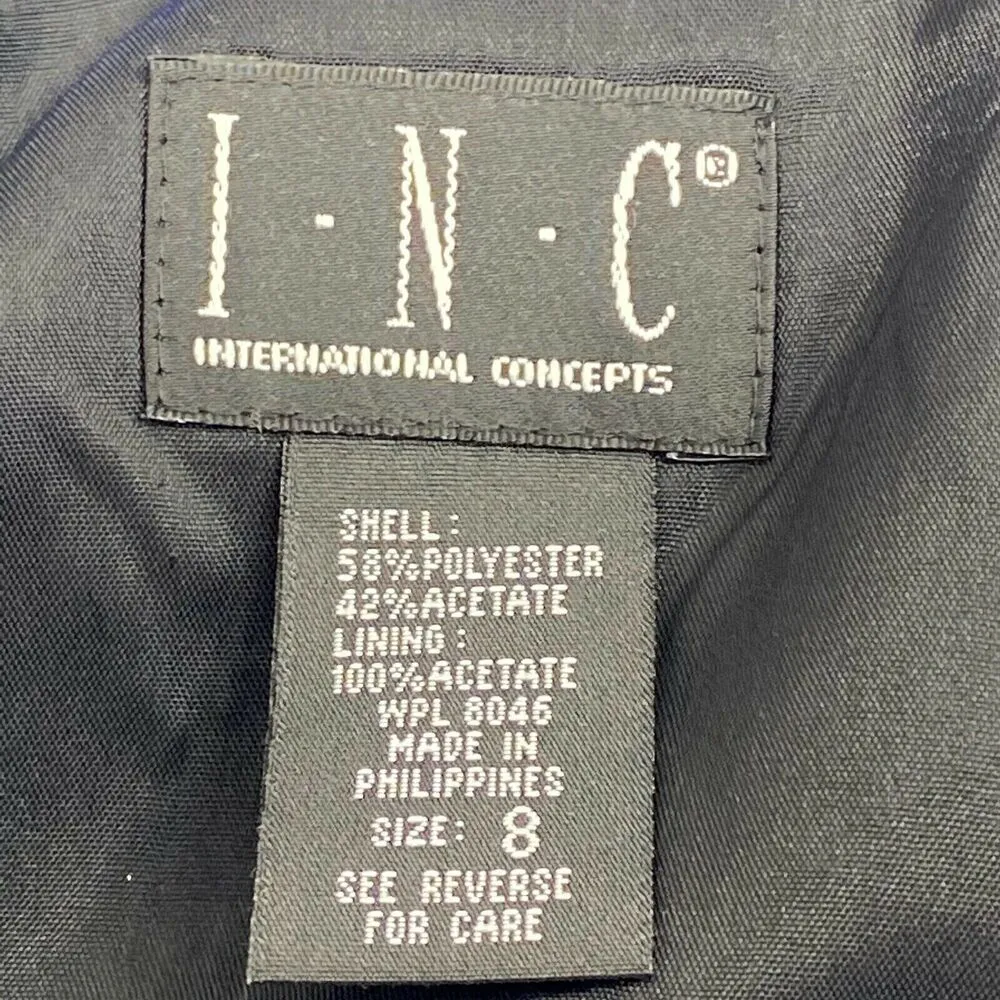 I - N - C®
INTERNATIONAL CONCEPTS
SHELL:
58%POLYESTER
42%ACETATE
LINING:
100%ACETATE
WPL 8046
MADE IN
PHILIPPINES
SIZE: 8
SEE REVERSE
FOR CARE